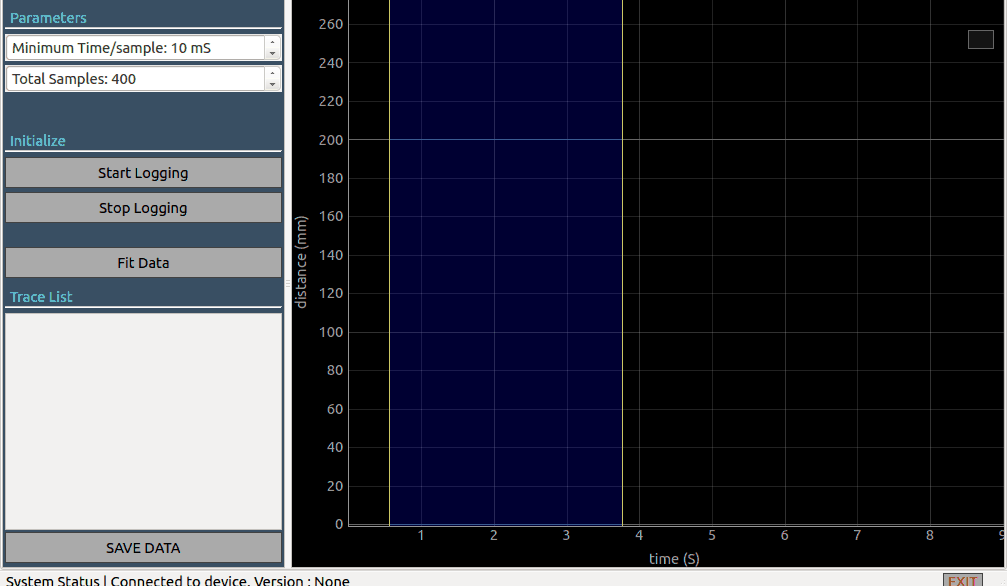 Parameters
Minimum Time/sample: 10 mS
Total Samples: 400
Initialize
Start Logging
Stop Logging
Fit Data
Trace List
SAVE DATA
260
240
220
200
180
160
140
120
100
80
60
40
20
0
distance (mm)
1 2 3 4 5 6 7 8 9
time (S)
System Status | Connected to device. Version : None
EXIT